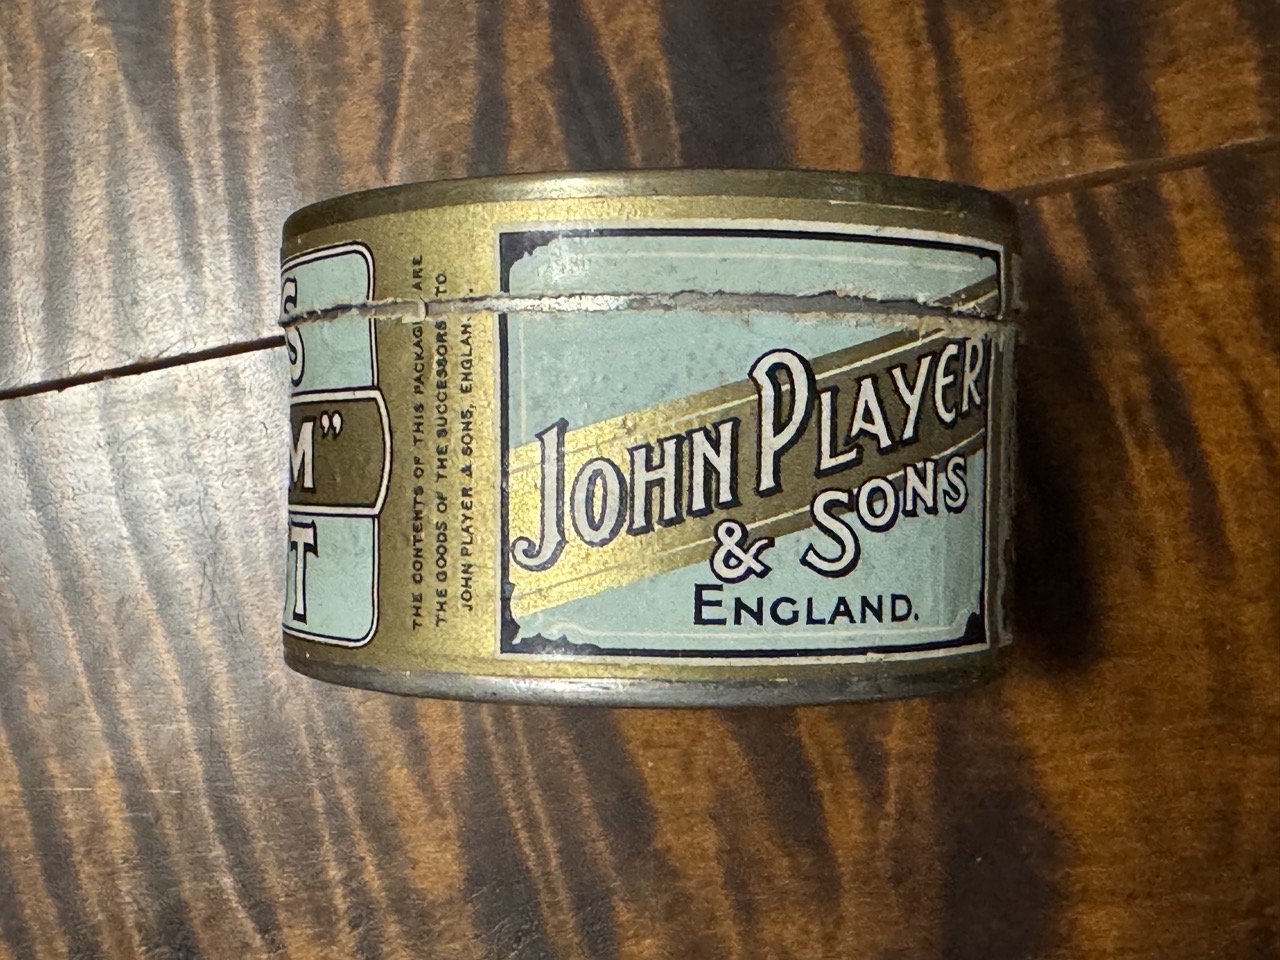 S
M”
T
THE CONTENTS OF THIS PACKAGE ARE
THE GOODS OF THE SUCCESSORS TO
JOHN PLAYER & SONS, ENGLAND.
JOHN PLAYER
& SONS
ENGLAND.